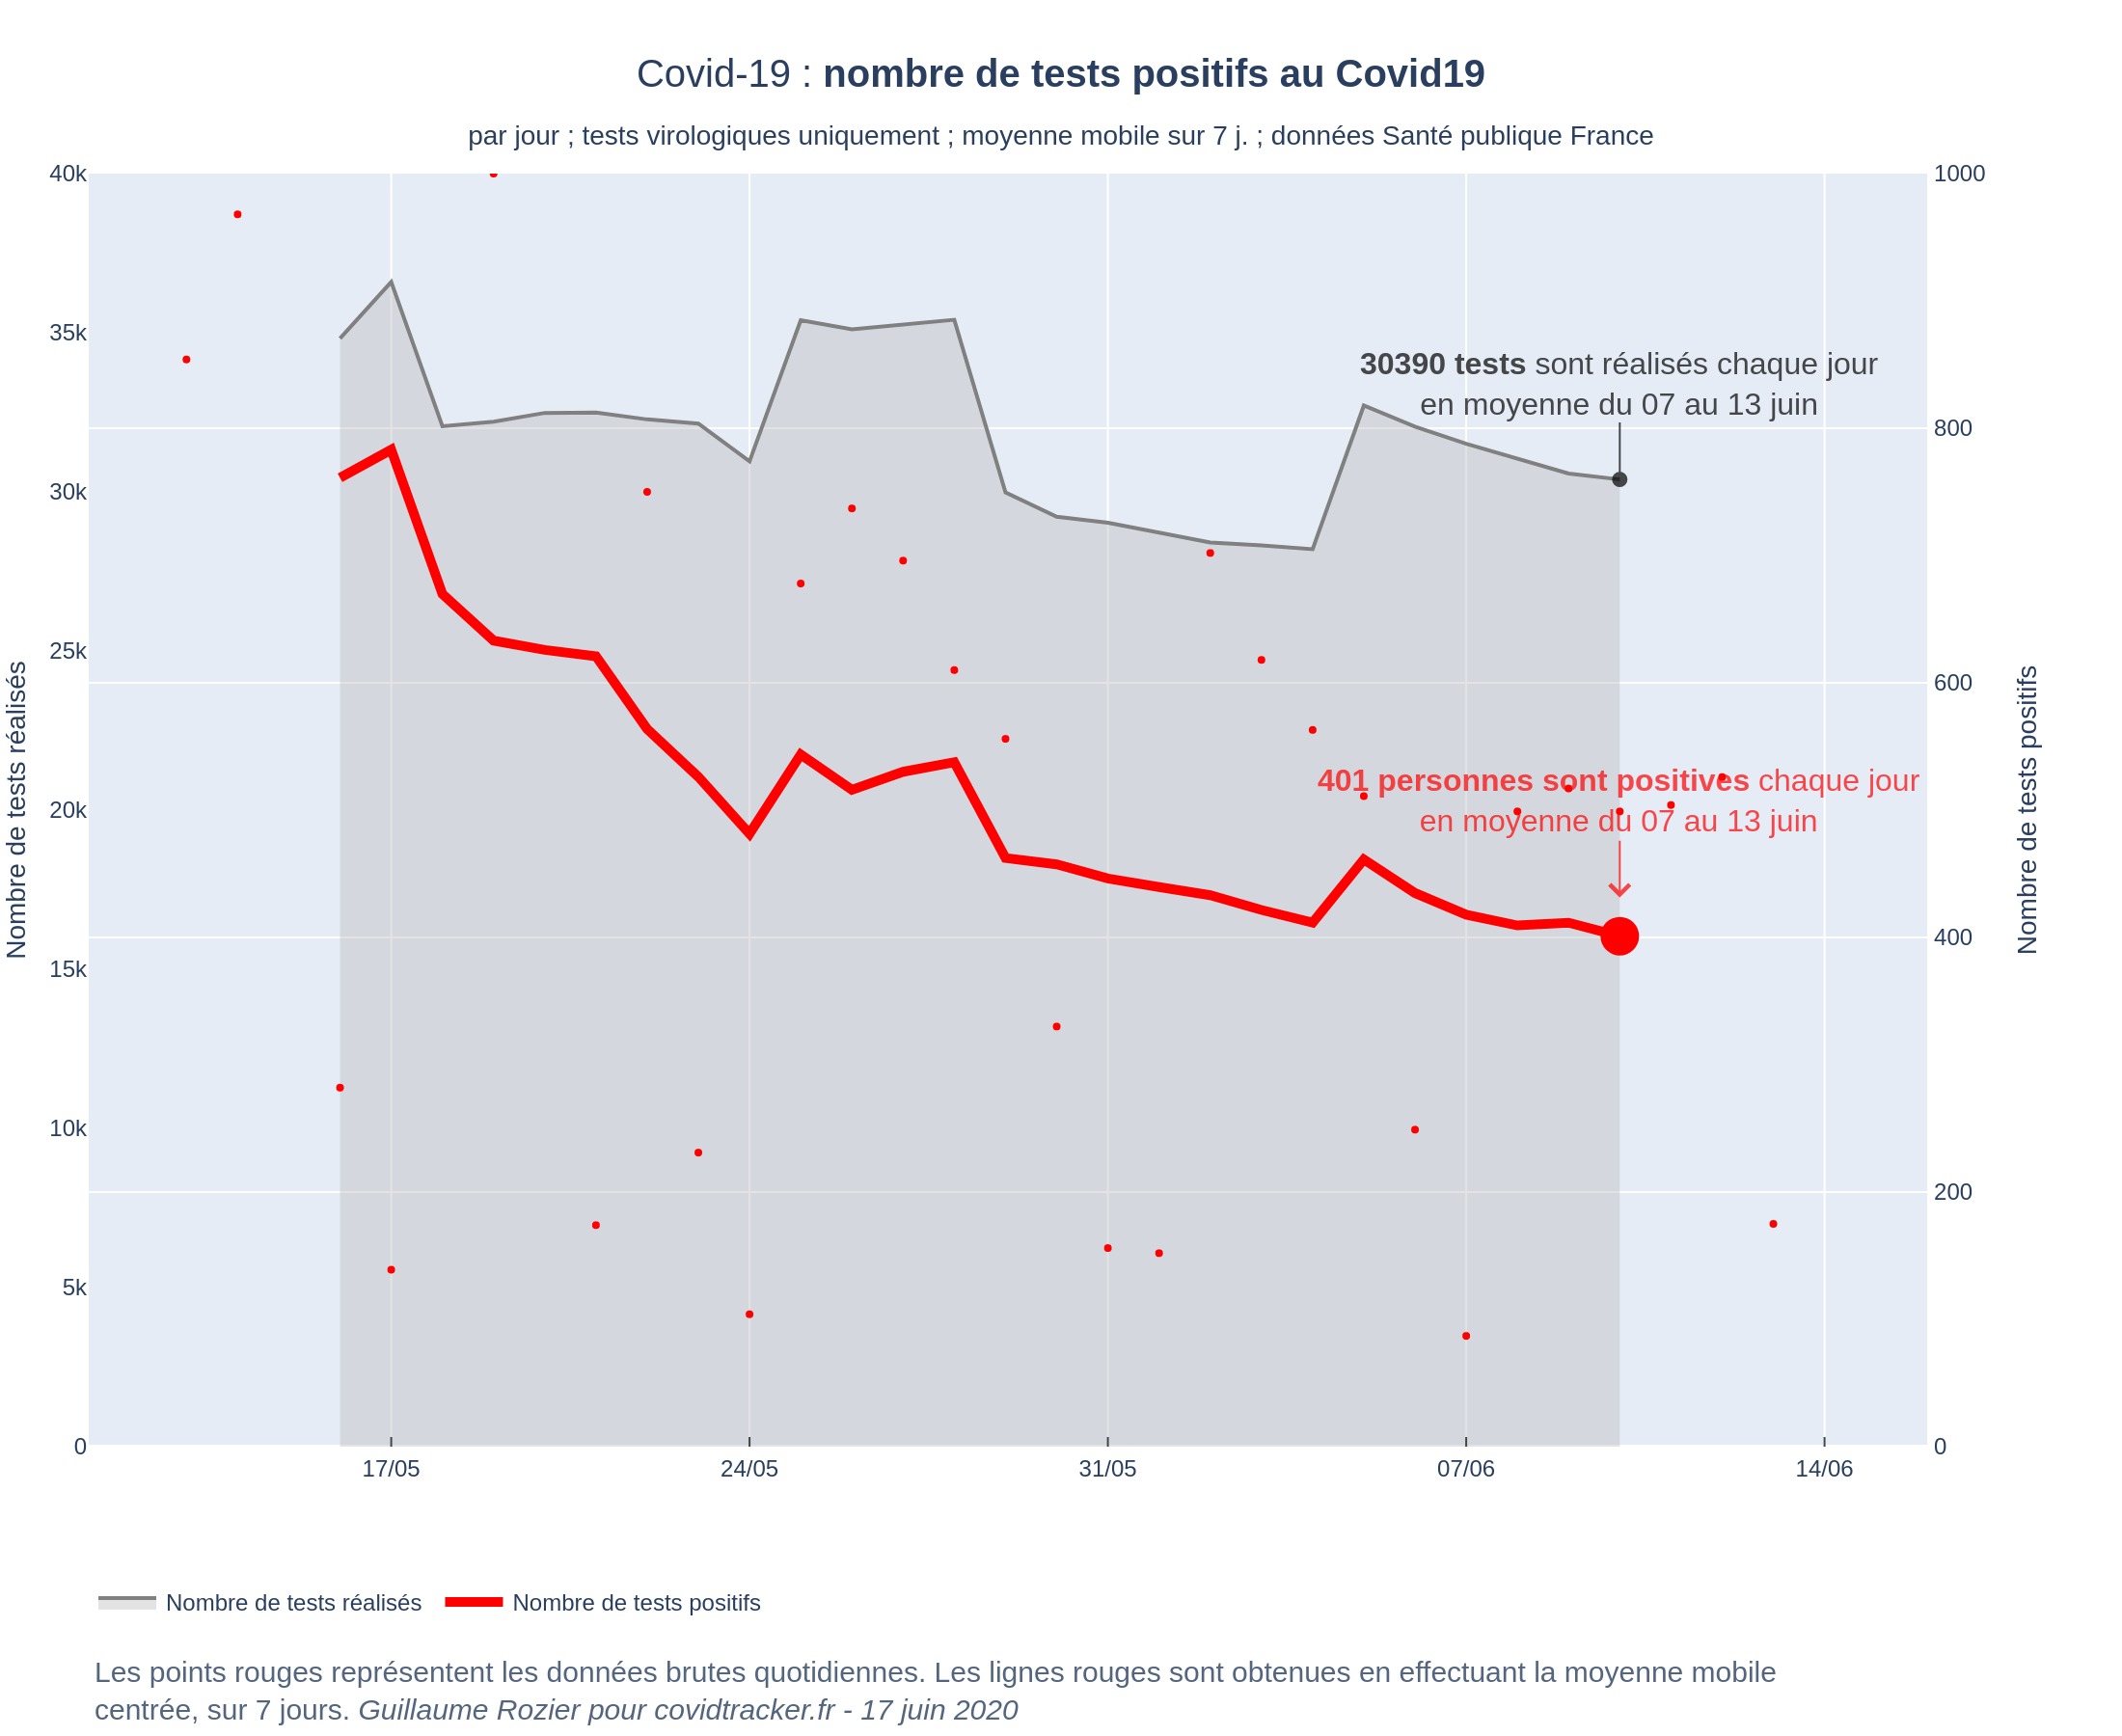 Covid-19 : nombre de tests positifs au Covid19
par jour ; tests virologiques uniquement ; moyenne mobile sur 7 j. ; données Santé publique France
40k
35k
30k
25k
20k
15k
10k
5k
0
Nombre de tests réalisés
1000
800
600
400
200
0
Nombre de tests positifs
30390 tests sont réalisés chaque jour
en moyenne du 07 au 13 juin
401 personnes sont positives chaque jour
en moyenne du 07 au 13 juin
17/05
24/05
31/05
07/06
14/06
Nombre de tests réalisés
Nombre de tests positifs
Les points rouges représentent les données brutes quotidiennes. Les lignes rouges sont obtenues en effectuant la moyenne mobile
centrée, sur 7 jours. Guillaume Rozier pour covidtracker.fr - 17 juin 2020